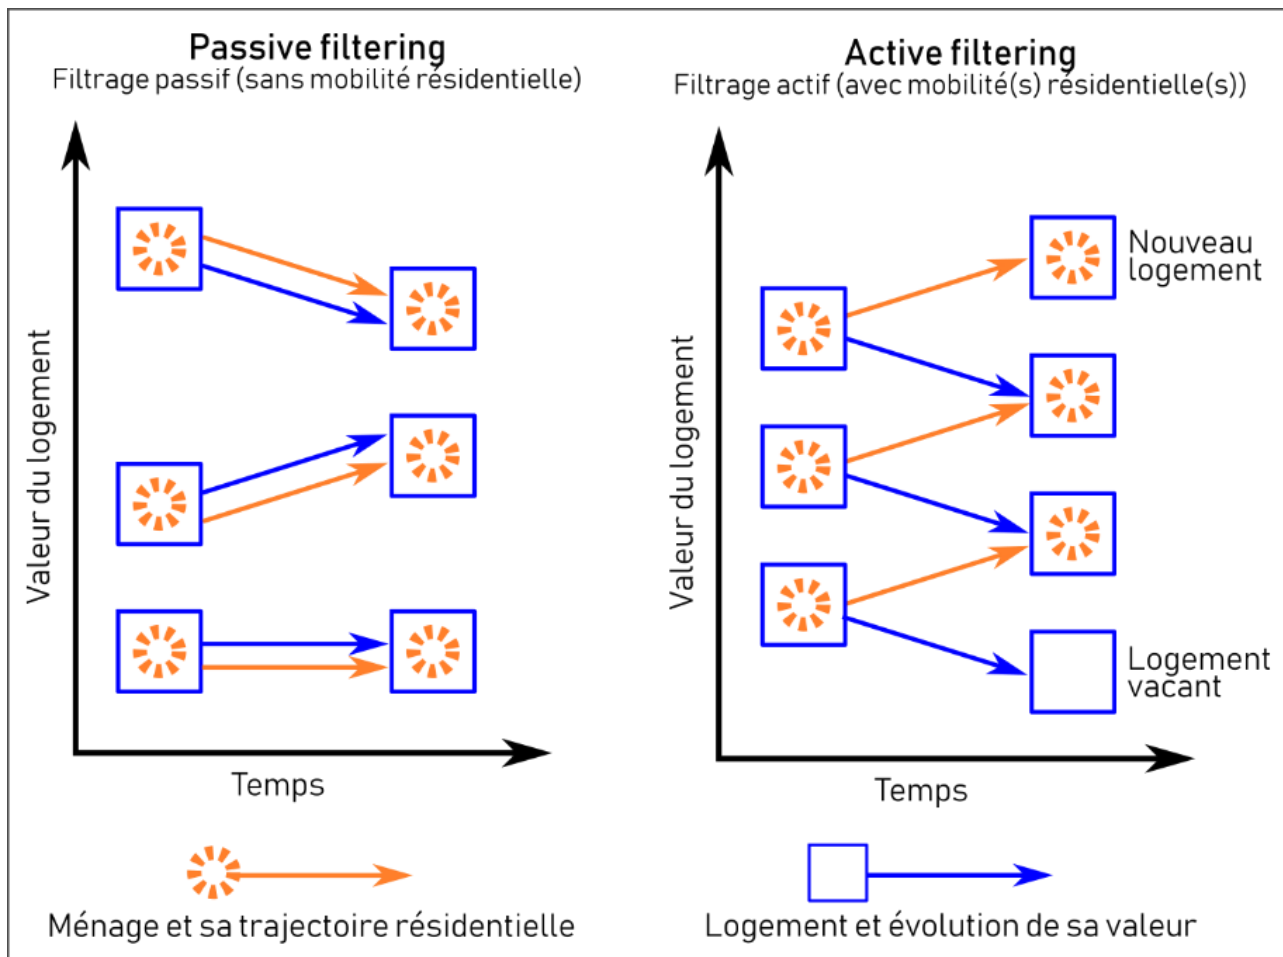 Passive filtering
Filtrage passif (sans mobilité résidentielle)
Valeur du logement
Temps
Active filtering
Filtrage actif (avec mobilité(s) résidentielle(s))
Valeur du logement
Nouveau
logement
Logement
vacant
Temps
Ménage et sa trajectoire résidentielle
Logement et évolution de sa valeur